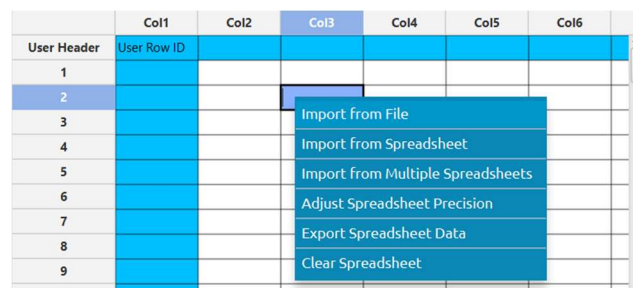 Col1 Col2 Col3 Col4 Col5 Col6
User Header User Row ID
1
2
3
Import from File
4
Import from Spreadsheet
5
Import from Multiple Spreadsheets
6
Adjust Spreadsheet Precision
7
Export Spreadsheet Data
8
Clear Spreadsheet
9